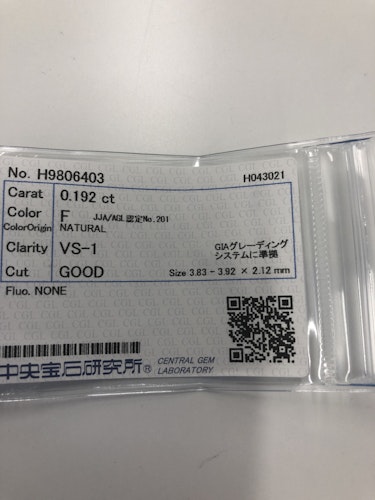 No. H9806403 H043021
Carat 0.192 ct
Color F JJA/AGL認定No.201
ColorOrigin NATURAL
Clarity VS-1 GIAグレーディング
システムに準拠
Cut GOOD Size 3.83 - 3.92 × 2.12 mm
Fluo. NONE
中央宝石研究所® CENTRAL GEM
LABORATORY